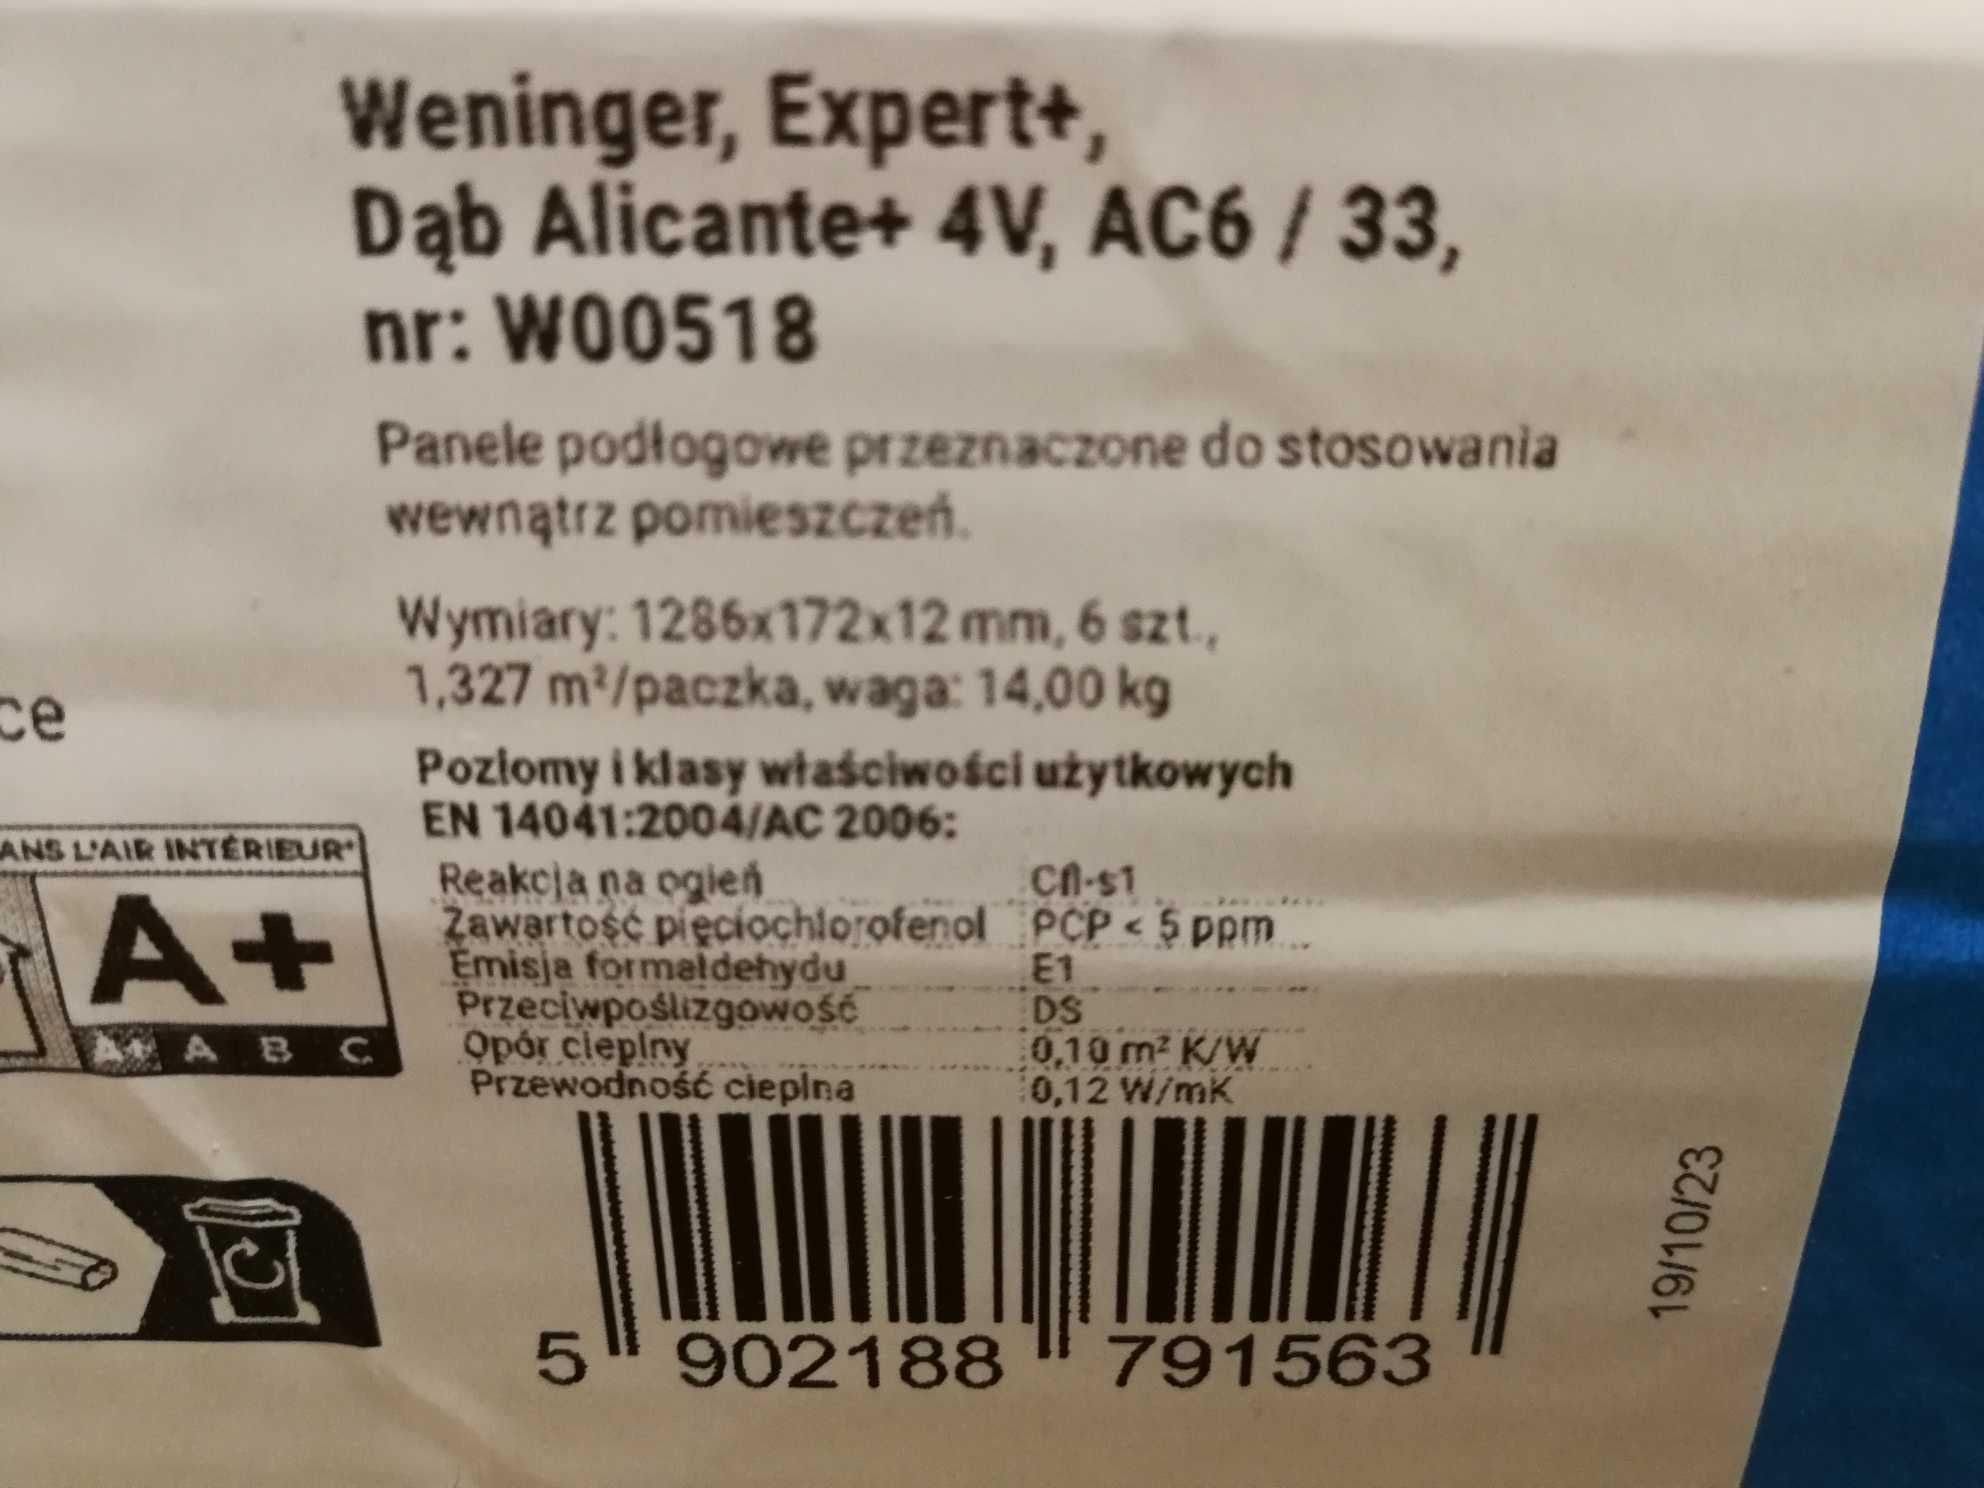 Weninger, Expert+,
Dąb Alicante+ 4V, AC6 / 33,
nr: W00518
Panele podłogowe przeznaczone do stosowania
wewnątrz pomieszczeń.
Wymiary: 1286x172x12 mm, 6 szt.,
1,327 m²/paczka, waga: 14,00 kg
ce
Poziomy i klasy właściwości użytkowych
EN 14041:2004/AC 2006:
ANS L'AIR INTÉRIEUR*
A+
A+ A B C
Reakcja na ogień Cfl-s1
Zawartość pięciochlorofenol PCP < 5 ppm
Emisja formaldehydu E1
Przeciwpoślizgowość DS
Opór cieplny 0,10 m² K/W
Przewodność cieplna 0,12 W/mK
5 902188 791563
19/10/23